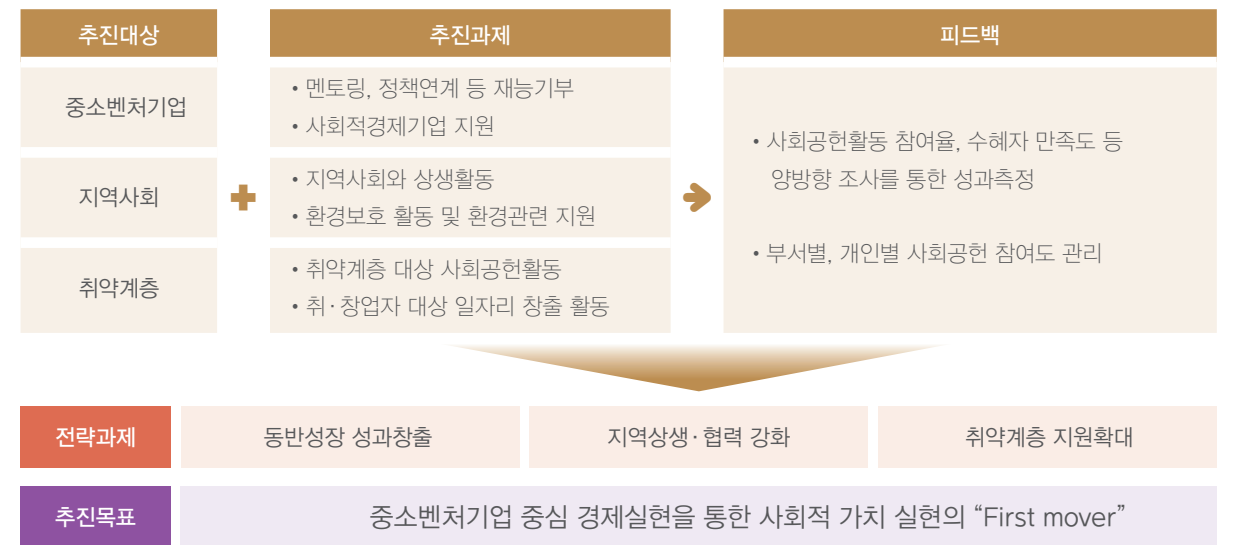 추진대상
추진과제
피드백
중소벤처기업
• 멘토링, 정책연계 등 재능기부
• 사회적경제기업 지원
지역사회
• 지역사회와 상생활동
• 환경보호 활동 및 환경관련 지원
취약계층
• 취약계층 대상 사회공헌활동
• 취·창업자 대상 일자리 창출 활동
• 사회공헌활동 참여율, 수혜자 만족도 등
양방향 조사를 통한 성과측정
• 부서별, 개인별 사회공헌 참여도 관리
전략과제
동반성장 성과창출
지역상생·협력 강화
취약계층 지원확대
추진목표
중소벤처기업 중심 경제실현을 통한 사회적 가치 실현의 “First mover”